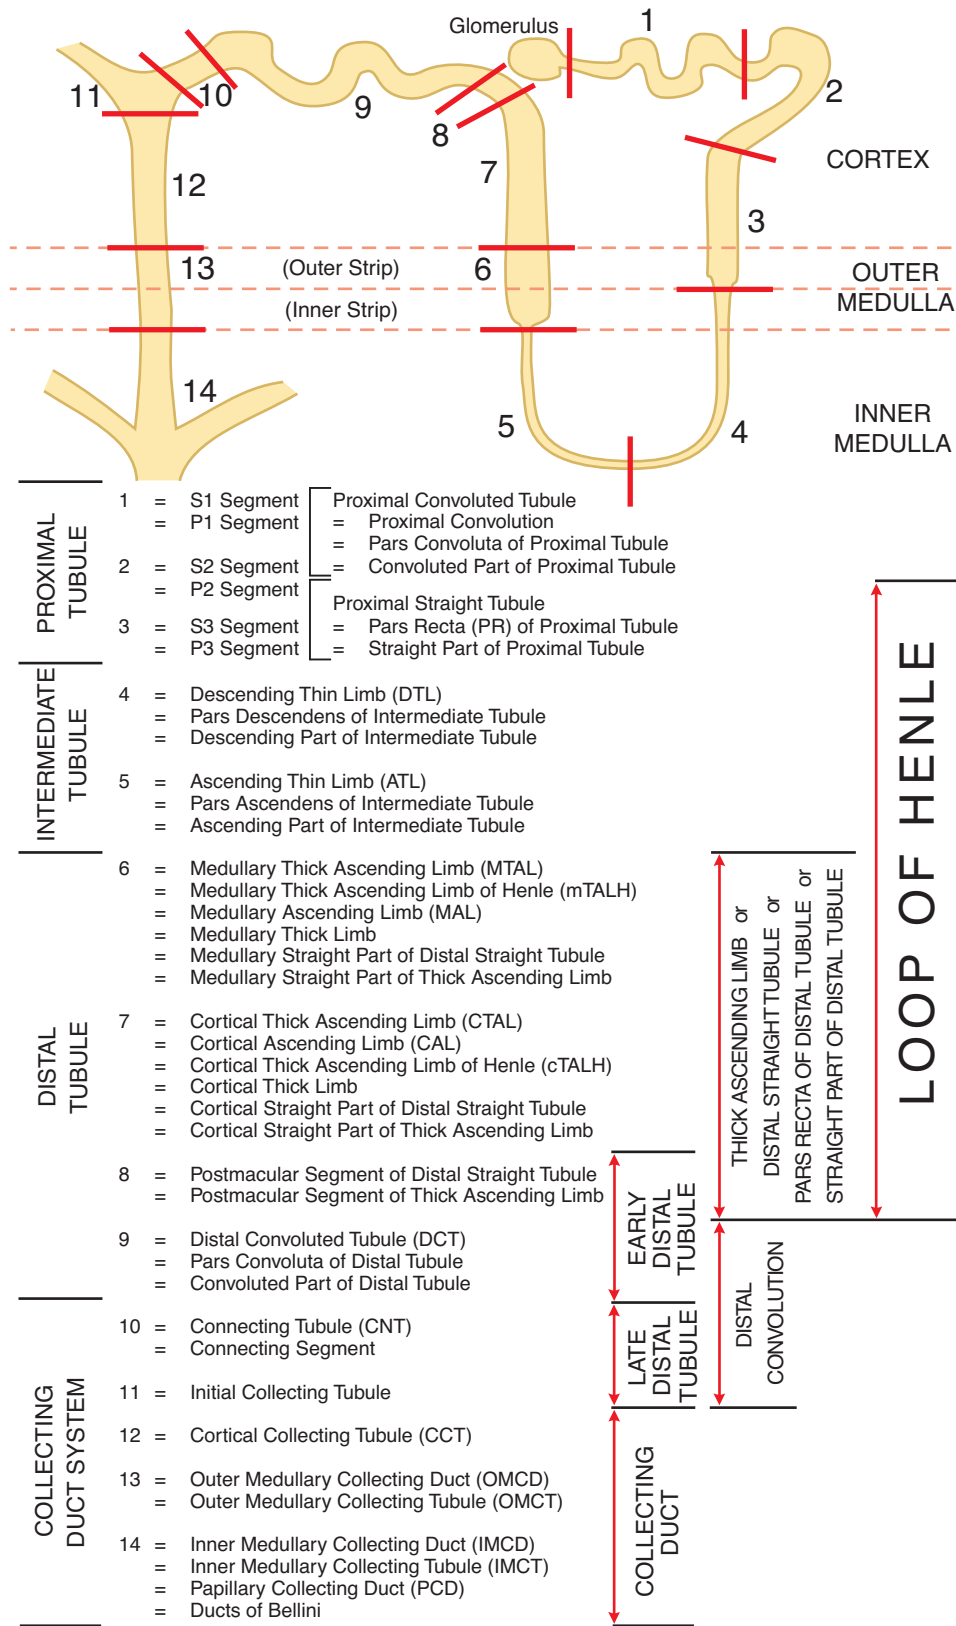 Glomerulus
1
2
3
4
5
6
7
8
9
10
11
12
13
14
CORTEX
(Outer Strip)
(Inner Strip)
OUTER
MEDULLA
INNER
MEDULLA
PROXIMAL
TUBULE
1 = S1 Segment
= P1 Segment
2 = S2 Segment
= P2 Segment
3 = S3 Segment
= P3 Segment
Proximal Convoluted Tubule
= Proximal Convolution
= Pars Convoluta of Proximal Tubule
= Convoluted Part of Proximal Tubule
Proximal Straight Tubule
= Pars Recta (PR) of Proximal Tubule
= Straight Part of Proximal Tubule
INTERMEDIATE
TUBULE
4 = Descending Thin Limb (DTL)
= Pars Descendens of Intermediate Tubule
= Descending Part of Intermediate Tubule
5 = Ascending Thin Limb (ATL)
= Pars Ascendens of Intermediate Tubule
= Ascending Part of Intermediate Tubule
DISTAL
TUBULE
6 = Medullary Thick Ascending Limb (MTAL)
= Medullary Thick Ascending Limb of Henle (mTALH)
= Medullary Ascending Limb (MAL)
= Medullary Thick Limb
= Medullary Straight Part of Distal Straight Tubule
= Medullary Straight Part of Thick Ascending Limb
7 = Cortical Thick Ascending Limb (CTAL)
= Cortical Ascending Limb (CAL)
= Cortical Thick Ascending Limb of Henle (cTALH)
= Cortical Thick Limb
= Cortical Straight Part of Distal Straight Tubule
= Cortical Straight Part of Thick Ascending Limb
8 = Postmacular Segment of Distal Straight Tubule
= Postmacular Segment of Thick Ascending Limb
9 = Distal Convoluted Tubule (DCT)
= Pars Convoluta of Distal Tubule
= Convoluted Part of Distal Tubule
COLLECTING
DUCT SYSTEM
10 = Connecting Tubule (CNT)
= Connecting Segment
11 = Initial Collecting Tubule
12 = Cortical Collecting Tubule (CCT)
13 = Outer Medullary Collecting Duct (OMCD)
= Outer Medullary Collecting Tubule (OMCT)
14 = Inner Medullary Collecting Duct (IMCD)
= Inner Medullary Collecting Tubule (IMCT)
= Papillary Collecting Duct (PCD)
= Ducts of Bellini
EARLY
DISTAL
TUBULE
LATE
DISTAL
TUBULE
COLLECTING
DUCT
THICK ASCENDING LIMB or
DISTAL STRAIGHT TUBULE or
PARS RECTA OF DISTAL TUBULE or
STRAIGHT PART OF DISTAL TUBULE
DISTAL
CONVOLUTION
LOOP OF HENLE